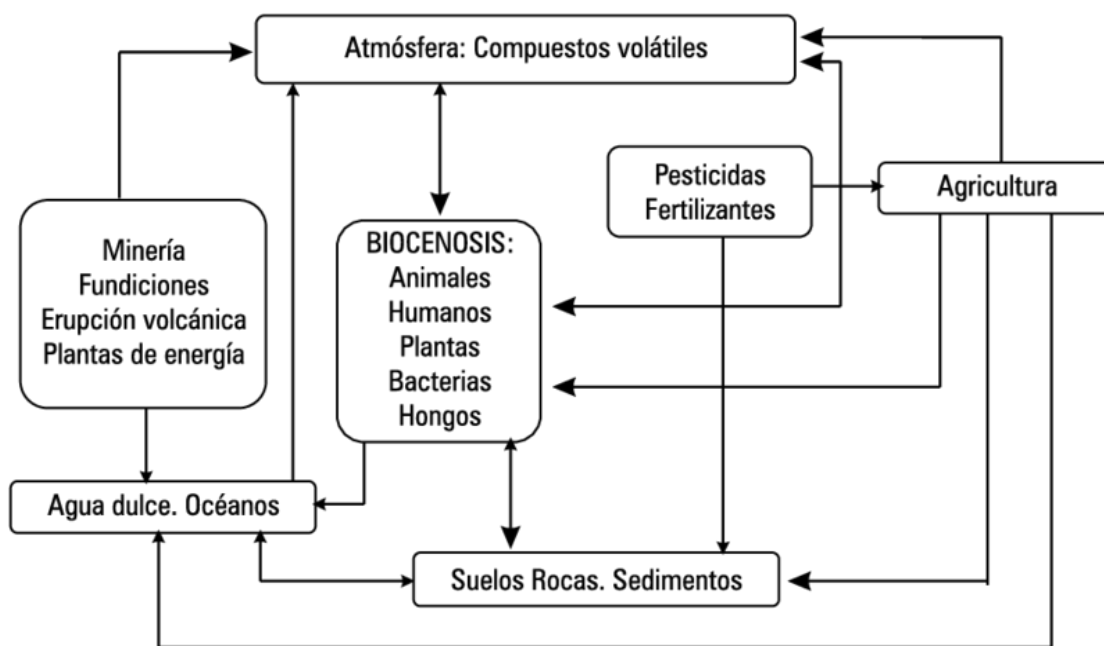 Atmósfera: Compuestos volátiles
Pesticidas
Fertilizantes
Agricultura
Minería
Fundiciones
Erupción volcánica
Plantas de energía
BIOCENOSIS:
Animales
Humanos
Plantas
Bacterias
Hongos
Agua dulce. Océanos
Suelos Rocas. Sedimentos